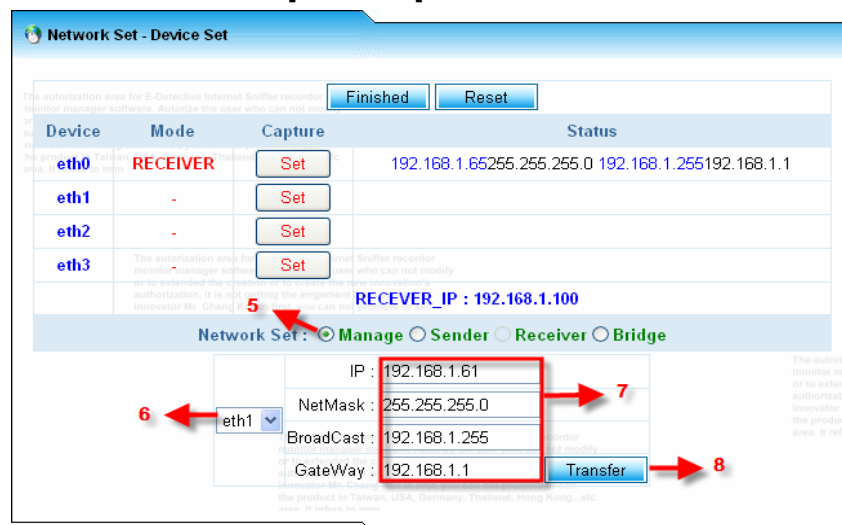 Network Set - Device Set
Finished Reset
Device Mode Capture Status
eth0 RECEIVER Set 192.168.1.65255.255.255.0 192.168.1.255192.168.1.1
eth1 - Set
eth2 - Set
eth3 - Set
RECEVER_IP : 192.168.1.100
5
Network Set : Manage Sender Receiver Bridge
IP : 192.168.1.61
7
6
eth1
NetMask : 255.255.255.0
BroadCast : 192.168.1.255
GateWay : 192.168.1.1 Transfer
8